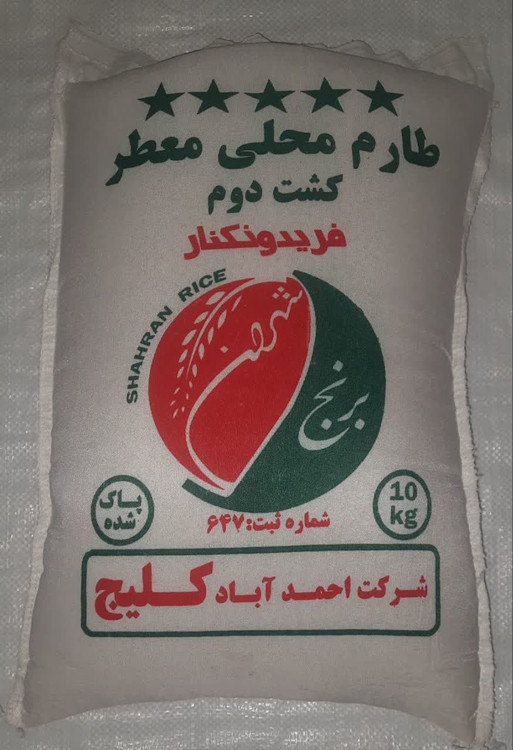 طارم محلی معطر
کشت دوم
فریدونکنار
SHAHRAN RICE
شهران
برنج
پاک
شده
10
kg
شماره ثبت:۶۴۷
شرکت احمد آباد کلیج